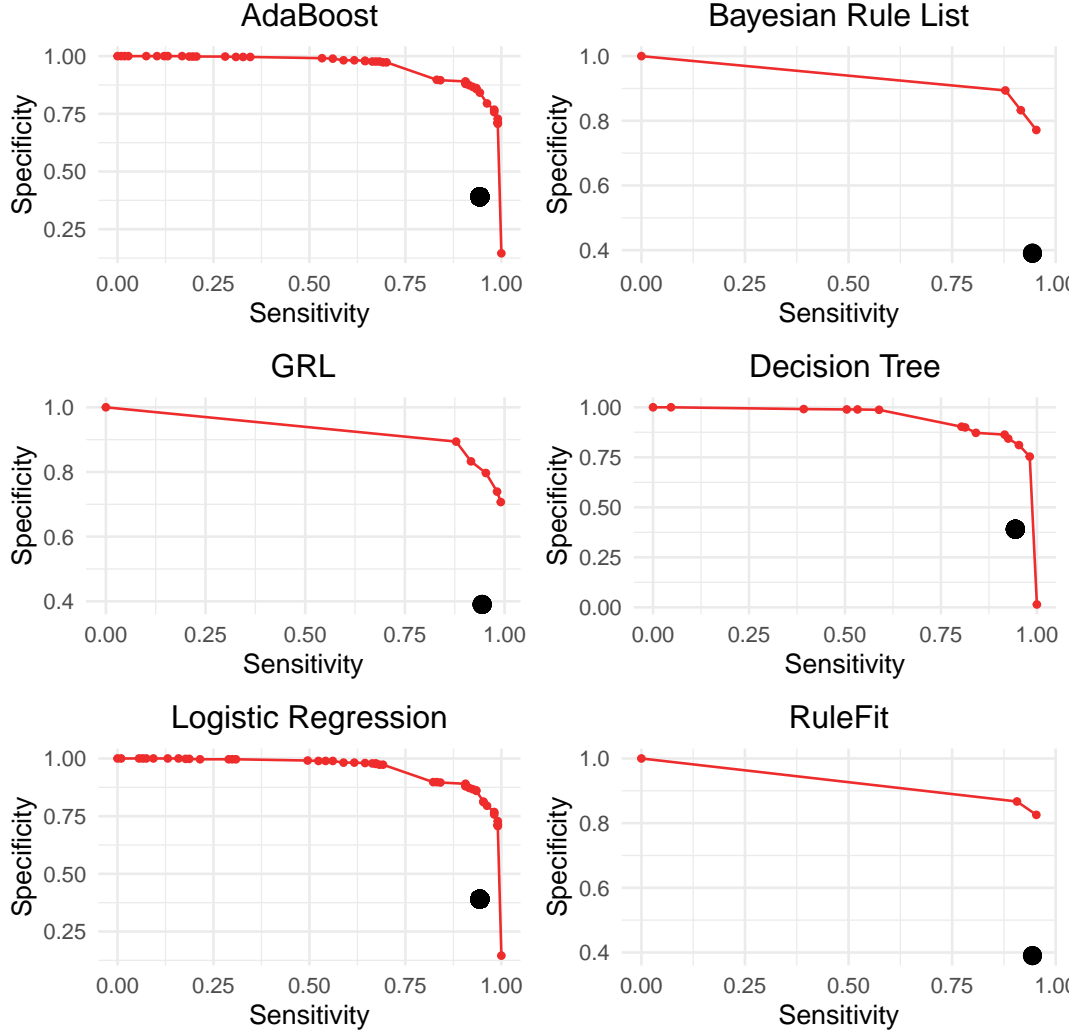 AdaBoost
Specificity
1.00
0.75
0.50
0.25
0.00 0.25 0.50 0.75 1.00
Sensitivity
Bayesian Rule List
Specificity
1.0
0.8
0.6
0.4
0.00 0.25 0.50 0.75 1.00
Sensitivity
GRL
Specificity
1.0
0.8
0.6
0.4
0.00 0.25 0.50 0.75 1.00
Sensitivity
Decision Tree
Specificity
1.00
0.75
0.50
0.25
0.00
0.00 0.25 0.50 0.75 1.00
Sensitivity
Logistic Regression
Specificity
1.00
0.75
0.50
0.25
0.00 0.25 0.50 0.75 1.00
Sensitivity
RuleFit
Specificity
1.0
0.8
0.6
0.4
0.00 0.25 0.50 0.75 1.00
Sensitivity